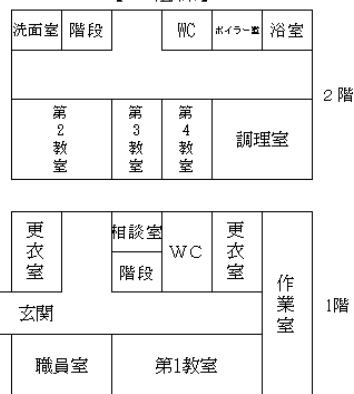 洗面室 階段 WC ボイラー室 浴室
2階
第2教室 第3教室 第4教室 調理室
更衣室 相談室 WC 更衣室
階段
作業室
1階
玄関
職員室 第1教室